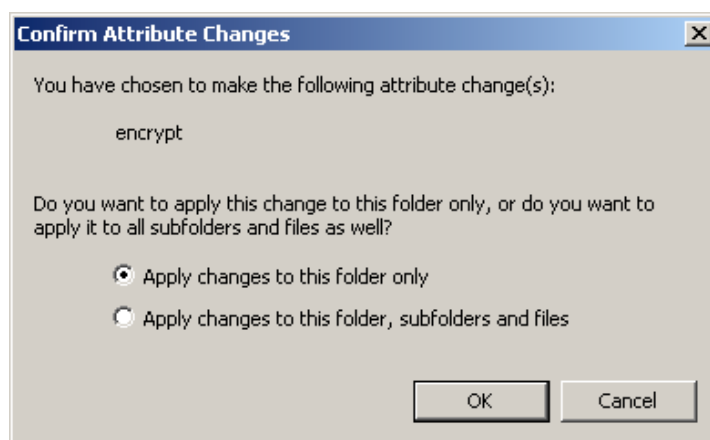 Confirm Attribute Changes
You have chosen to make the following attribute change(s):
encrypt
Do you want to apply this change to this folder only, or do you want to
apply it to all subfolders and files as well?
Apply changes to this folder only
Apply changes to this folder, subfolders and files
OK Cancel